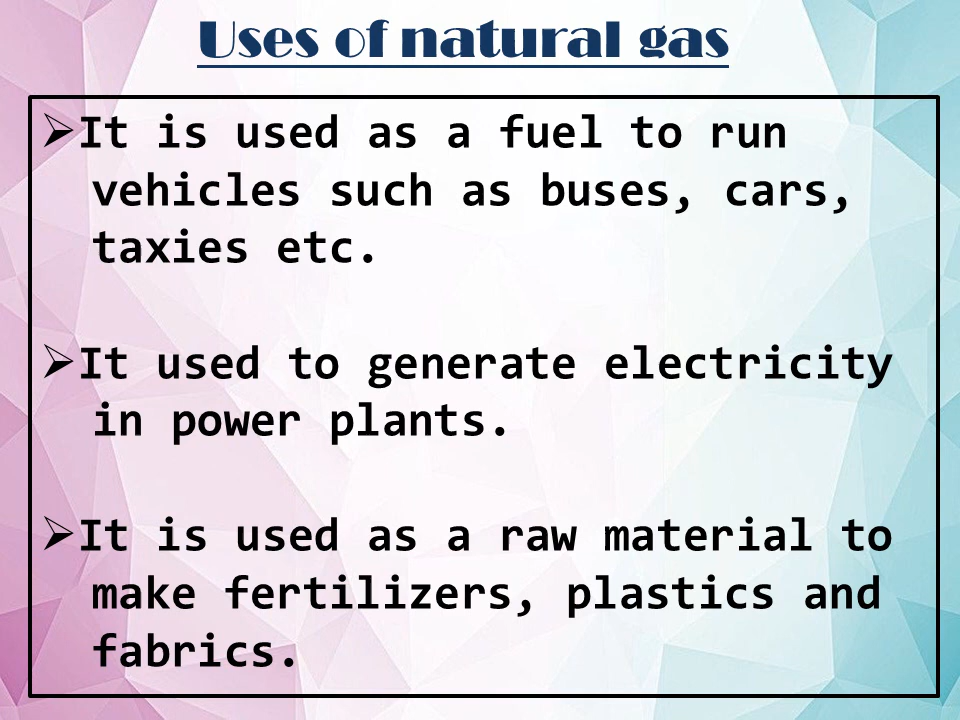 Uses of natural gas
➢It is used as a fuel to run
vehicles such as buses, cars,
taxies etc.
➢It used to generate electricity
in power plants.
➢It is used as a raw material to
make fertilizers, plastics and
fabrics.